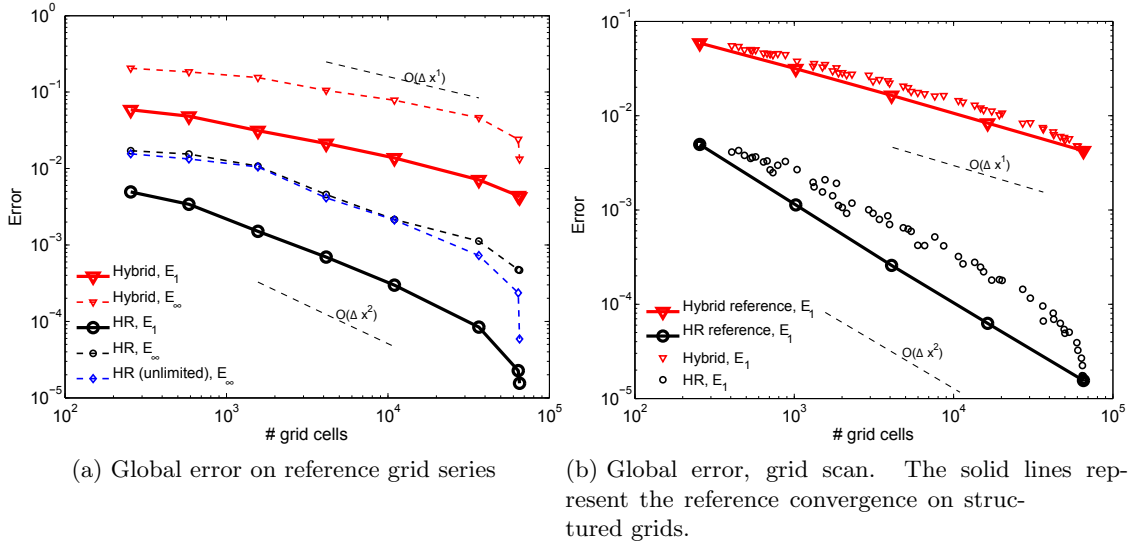 10^0
10^-1
10^-2
10^-3
10^-4
10^-5
Error
O(Δ x^1)
O(Δ x^2)
Hybrid, E_1
Hybrid, E_∞
HR, E_1
HR, E_∞
HR (unlimited), E_∞
10^2 10^3 10^4 10^5
# grid cells
(a) Global error on reference grid series
10^-1
10^-2
10^-3
10^-4
10^-5
Error
O(Δ x^1)
O(Δ x^2)
Hybrid reference, E_1
HR reference, E_1
Hybrid, E_1
HR, E_1
10^2 10^3 10^4 10^5
# grid cells
(b) Global error, grid scan. The solid lines rep-
resent the reference convergence on struc-
tured grids.